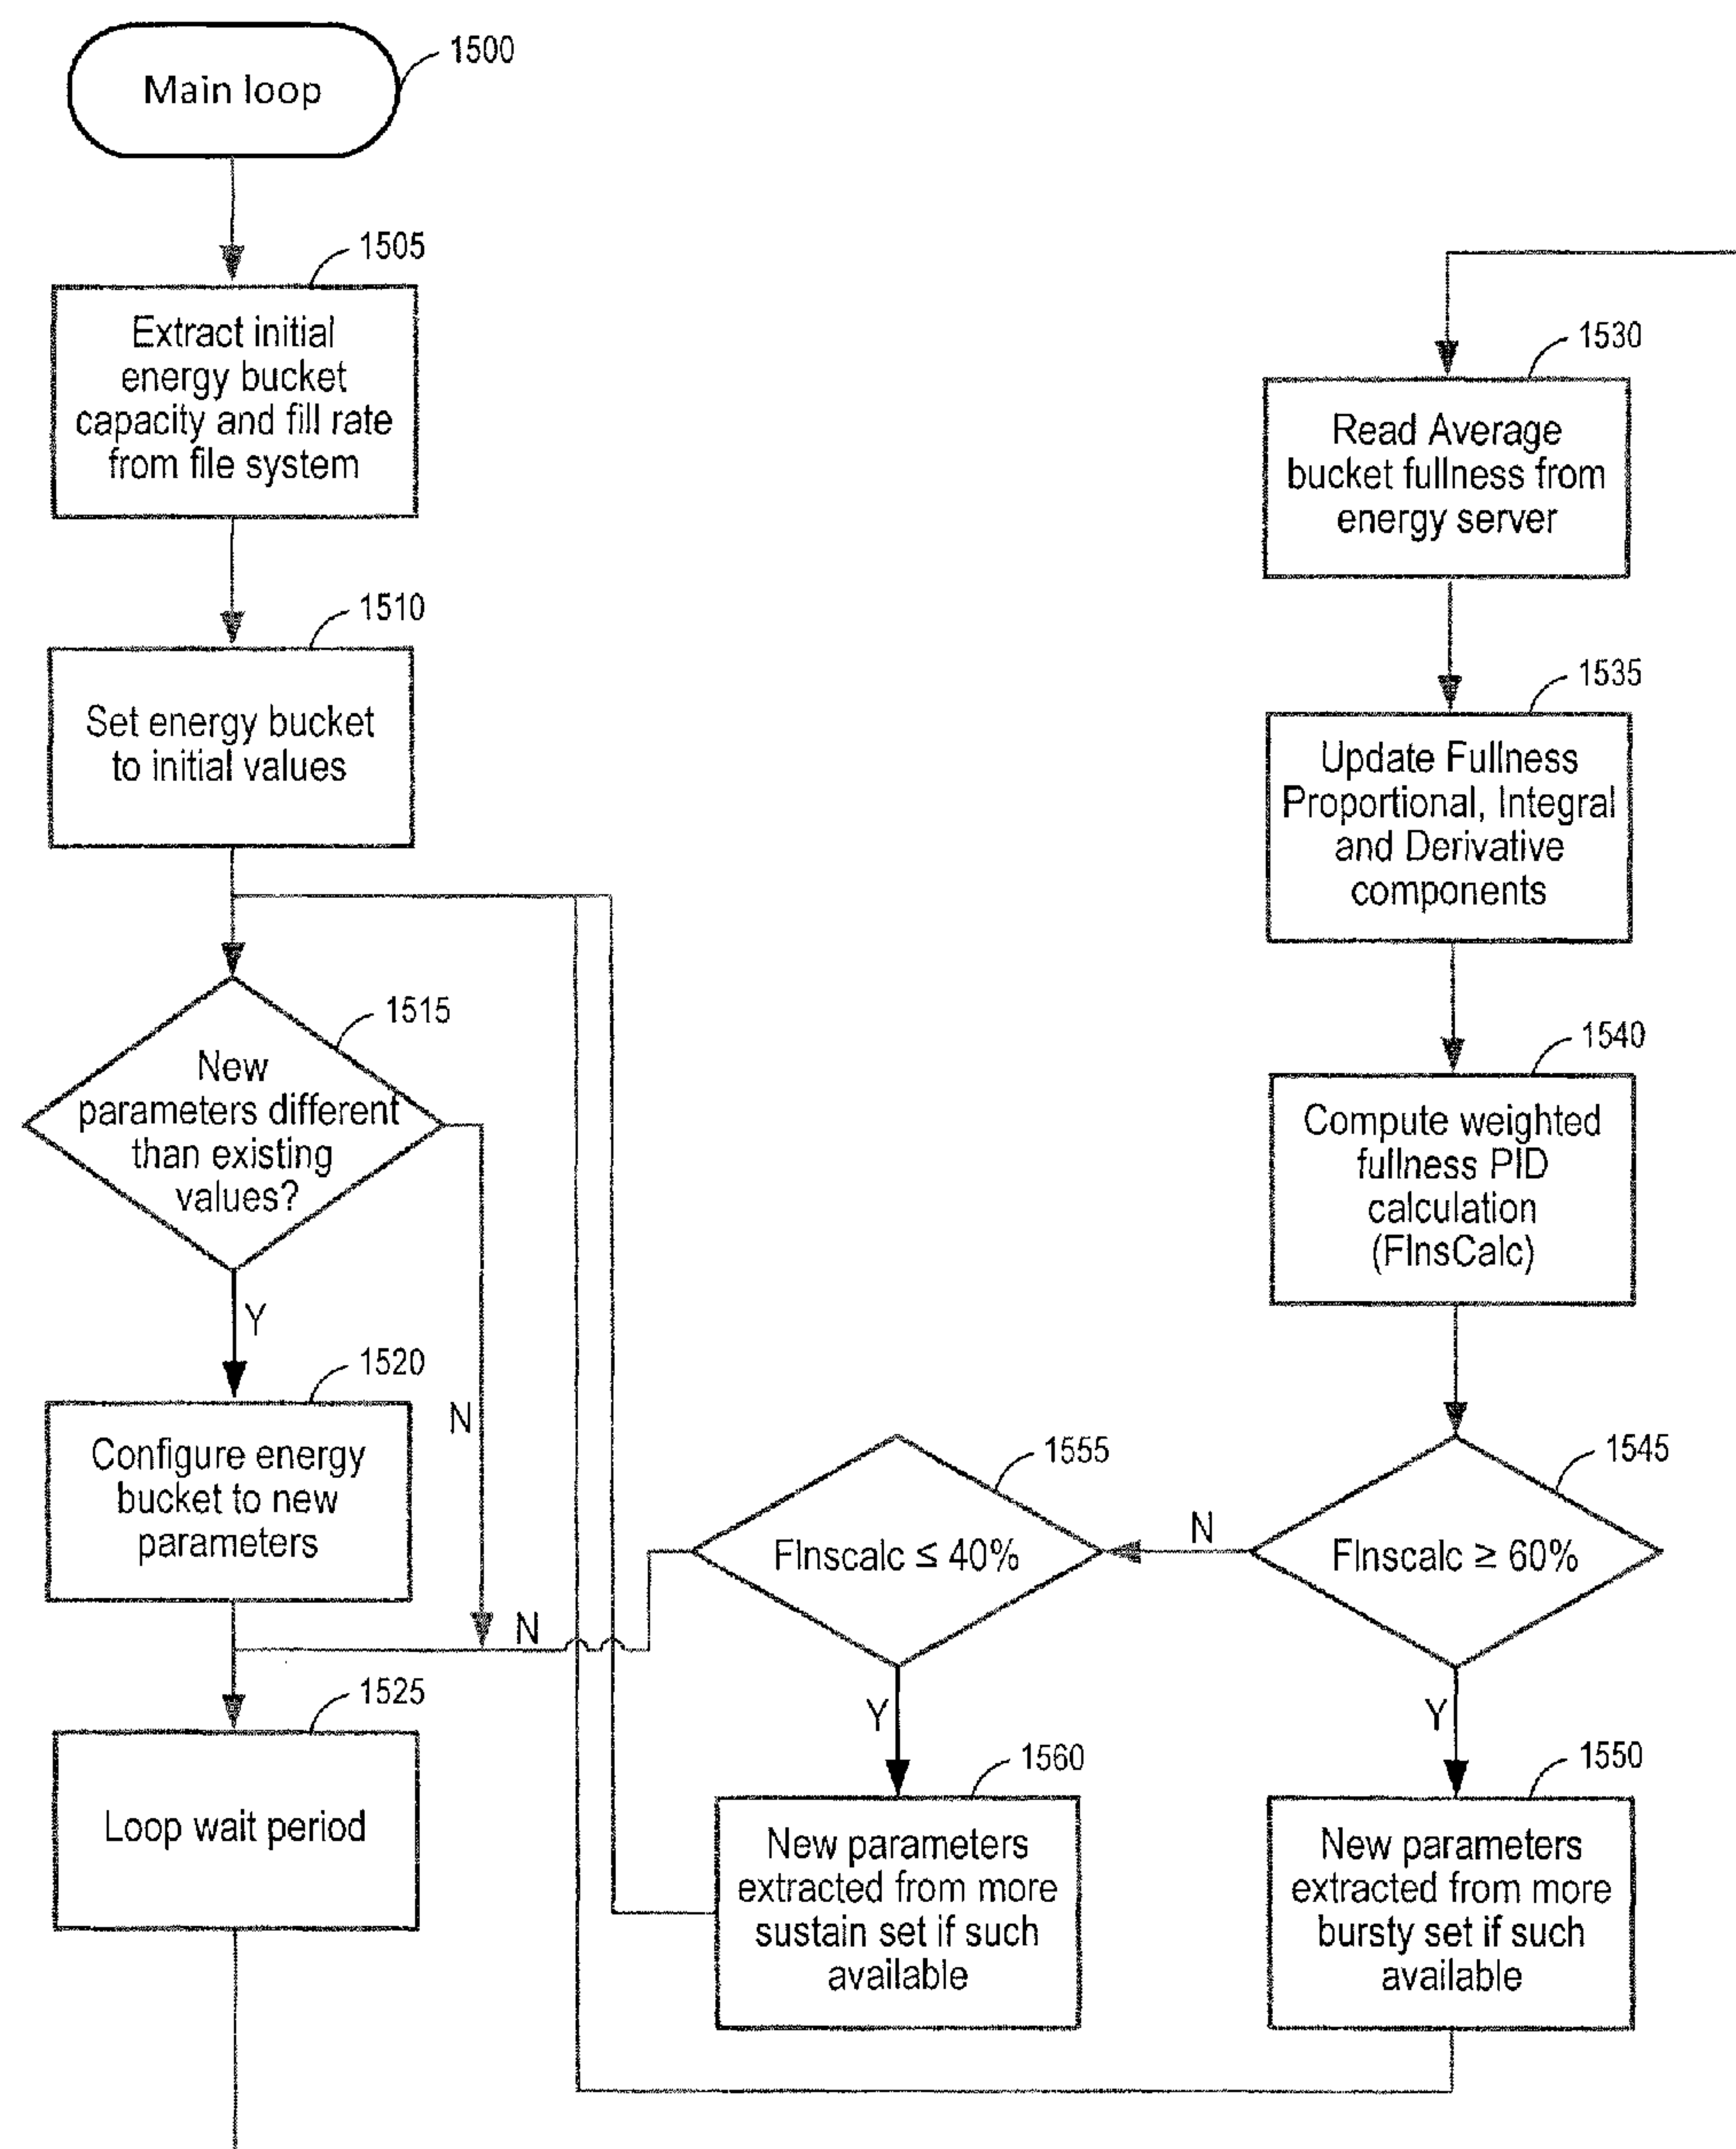 Main loop
1500
1505
Extract initial
energy bucket
capacity and fill rate
from file system
1510
Set energy bucket
to initial values
1515
New
parameters different
than existing
values?
Y
N
1520
Configure energy
bucket to new
parameters
N
1525
Loop wait period
1530
Read Average
bucket fullness from
energy server
1535
Update Fullness
Proportional, Integral
and Derivative
components
1540
Compute weighted
fullness PID
calculation
(FlnsCalc)
1545
Flnscalc ≥ 60%
N
Y
1555
Flnscalc ≤ 40%
Y
1560
New parameters
extracted from more
sustain set if such
available
1550
New parameters
extracted from more
bursty set if such
available